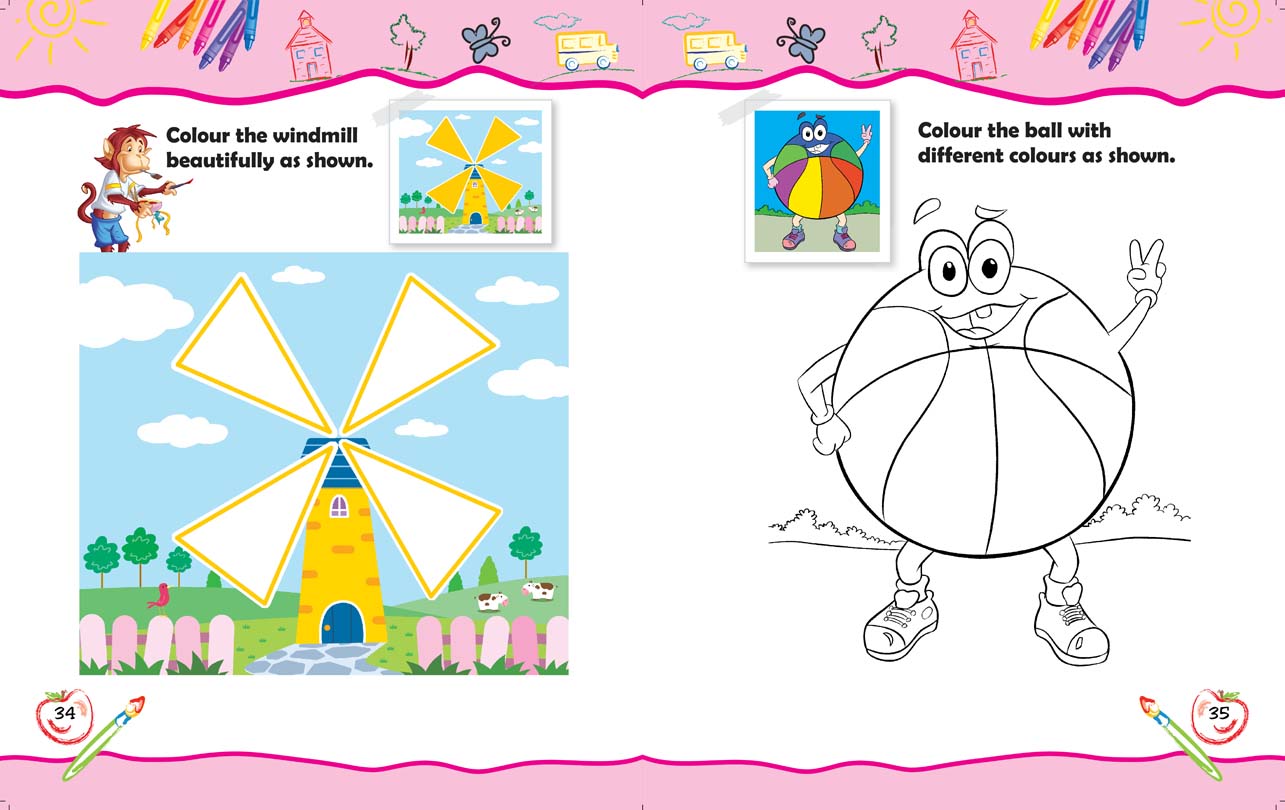 Colour the windmill
beautifully as shown.
34
Colour the ball with
different colours as shown.
35